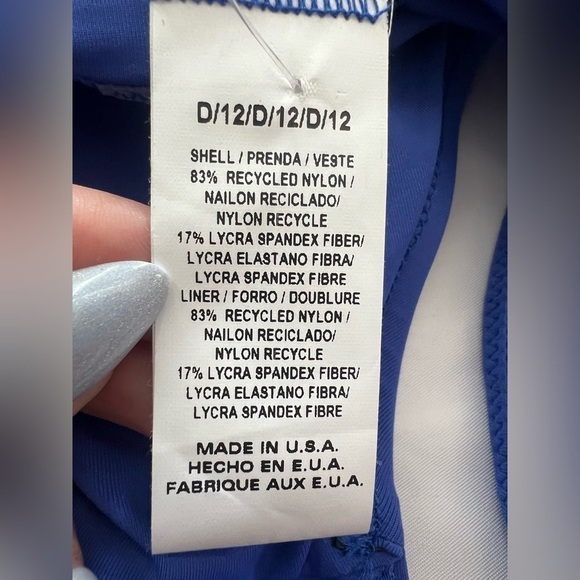 D/12/D/12/D/12
SHELL / PRENDA / VESTE
83% RECYCLED NYLON /
NAILON RECICLADO/
NYLON RECYCLE
17% LYCRA SPANDEX FIBER/
LYCRA ELASTANO FIBRA/
LYCRA SPANDEX FIBRE
LINER / FORRO / DOUBLURE
83% RECYCLED NYLON /
NAILON RECICLADO/
NYLON RECYCLE
17% LYCRA SPANDEX FIBER/
LYCRA ELASTANO FIBRA/
LYCRA SPANDEX FIBRE
MADE IN U.S.A.
HECHO EN E.U.A.
FABRIQUE AUX E.U.A.